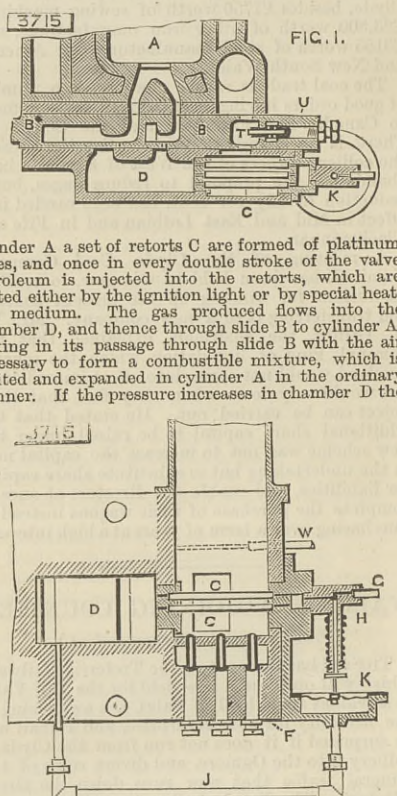 3715
FIG. 1.
A
U
B
B
T
D
K
C
nder A a set of retorts C are formed of platinum
es, and once in every double stroke of the valve
roleum is injected into the retorts, which are
ted either by the ignition light or by special heat-
medium. The gas produced flows into the
mber D, and thence through slide B to cylinder A,
ing in its passage through slide B with the air
essary to form a combustible mixture, which is
ited and expanded in cylinder A in the ordinary
nner. If the pressure increases in chamber D the
3715
W
C
C
D
G
H
K
F
J